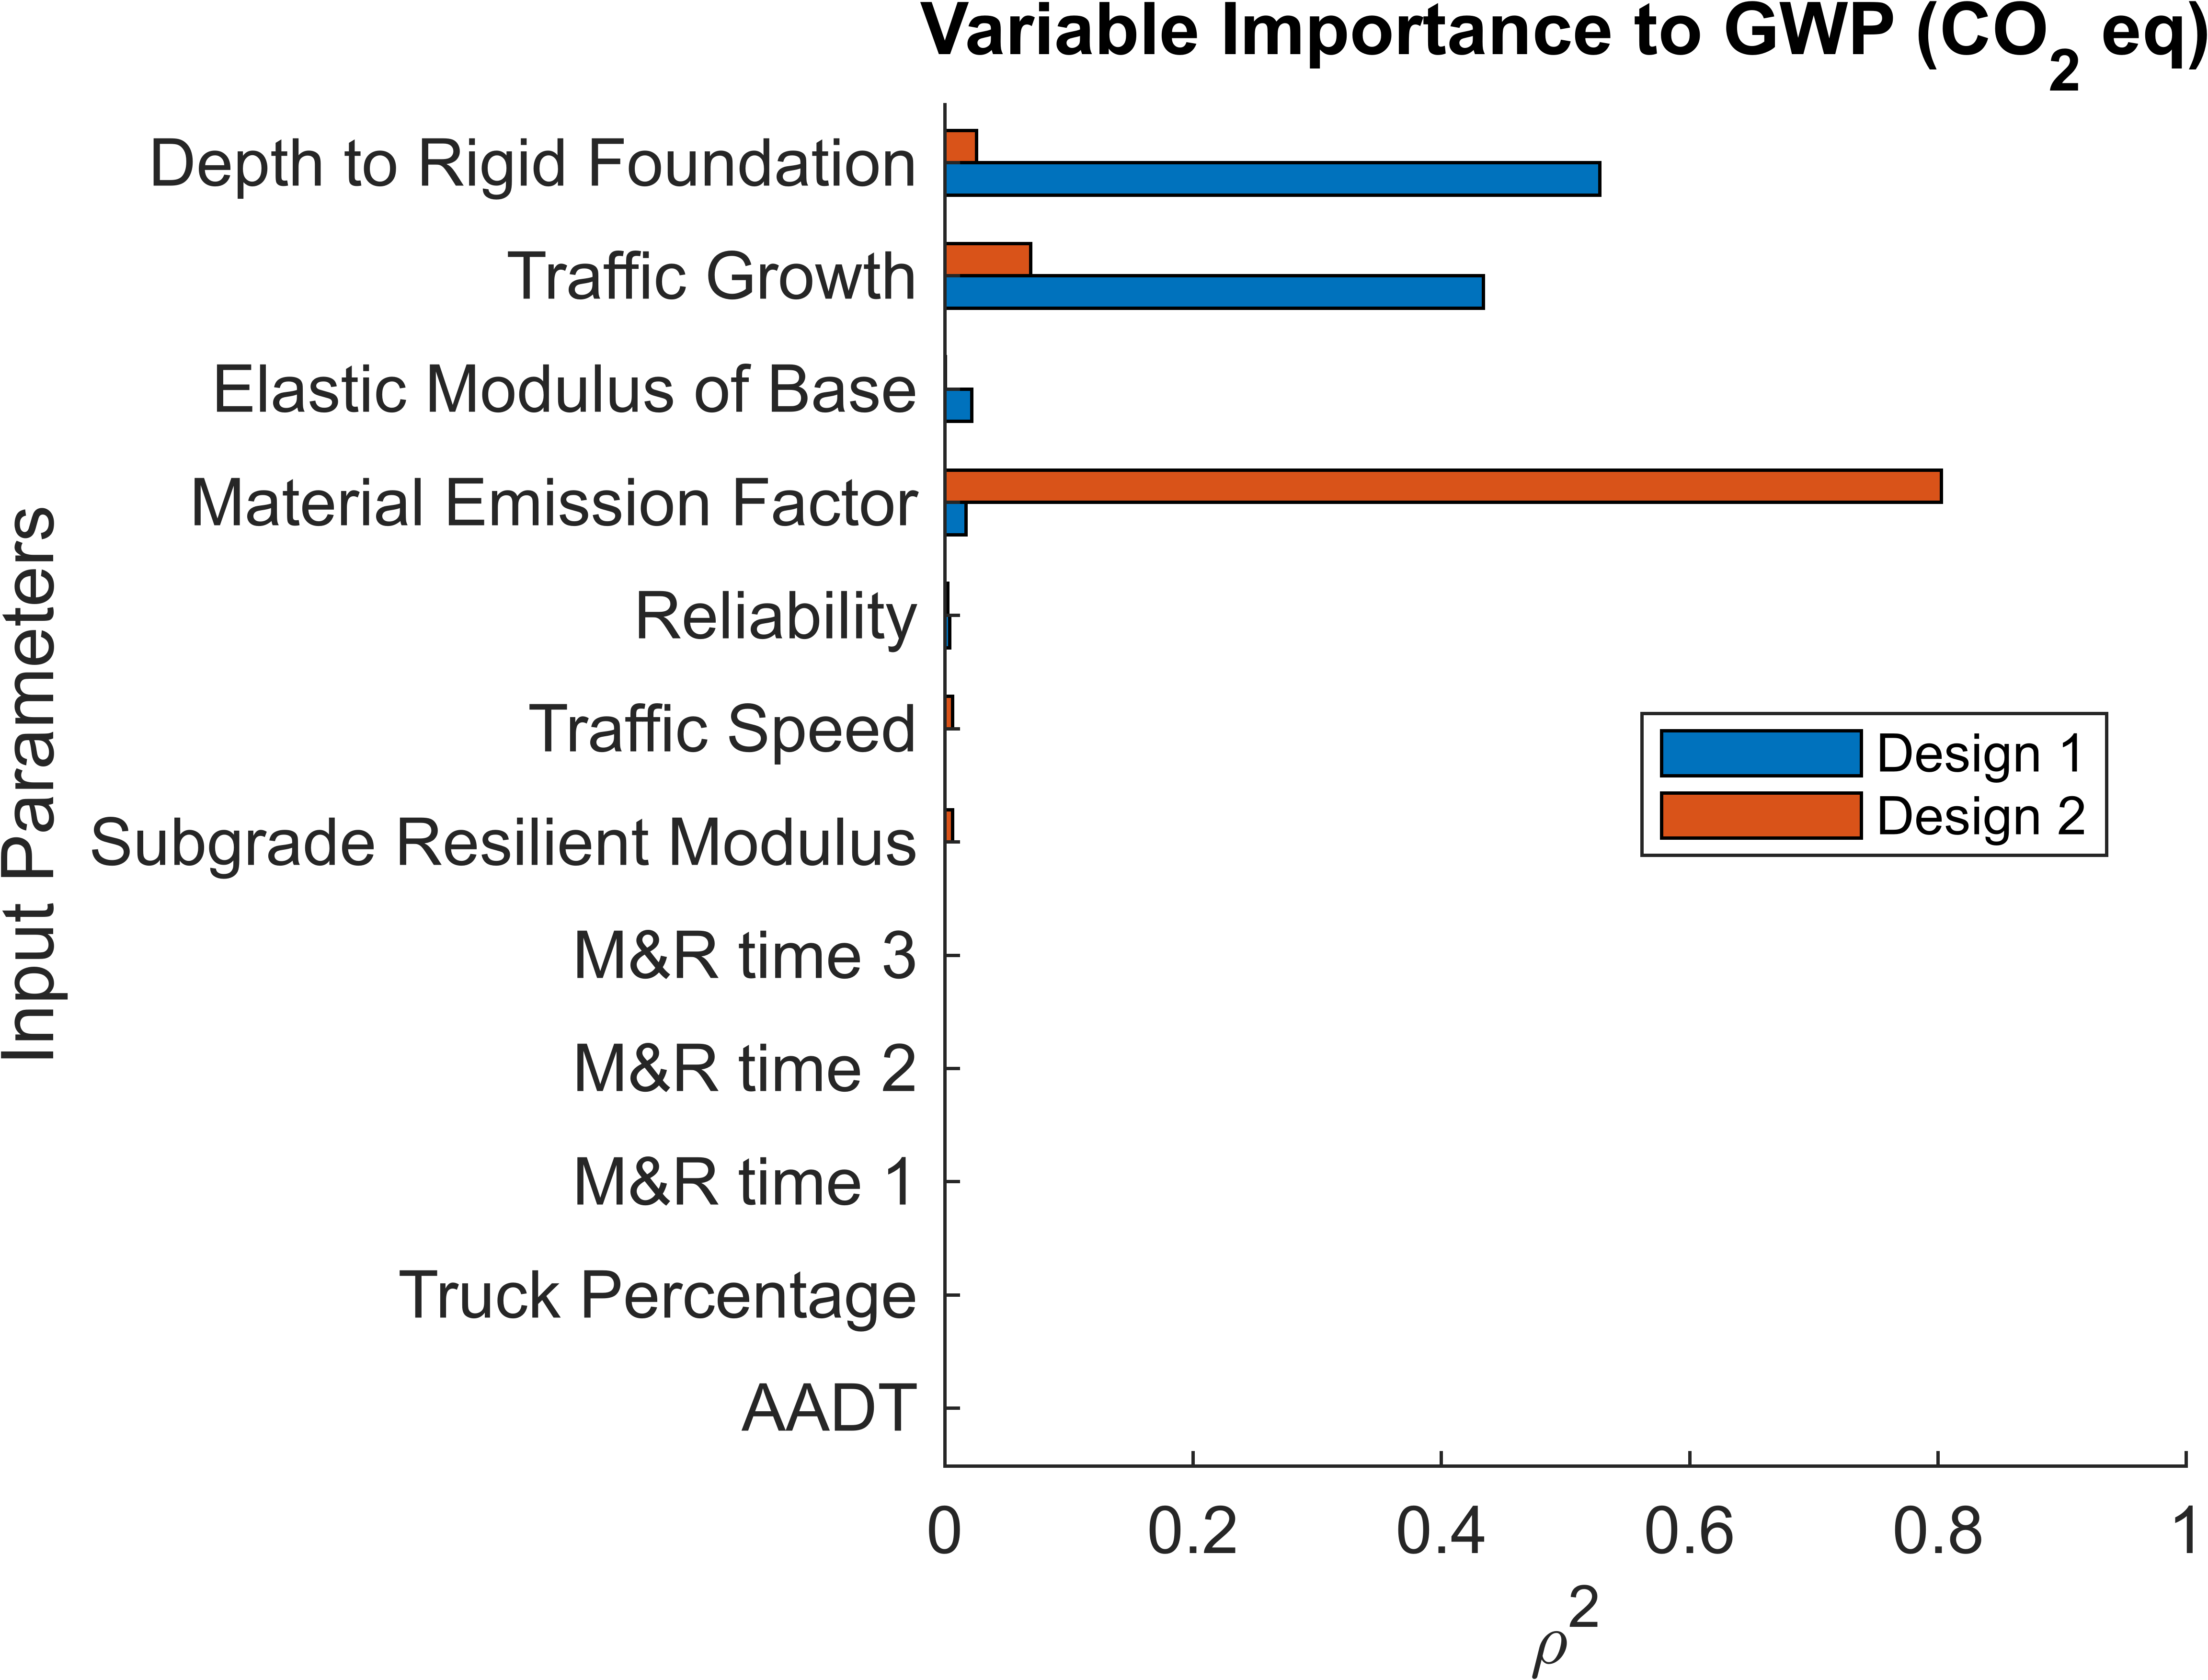 Variable Importance to GWP (CO2 eq)
Depth to Rigid Foundation
Traffic Growth
Elastic Modulus of Base
Material Emission Factor
Reliability
Traffic Speed
Subgrade Resilient Modulus
M&R time 3
M&R time 2
M&R time 1
Truck Percentage
AADT
Input Parameters
Design 1
Design 2
0 0.2 0.4 0.6 0.8 1
ρ2